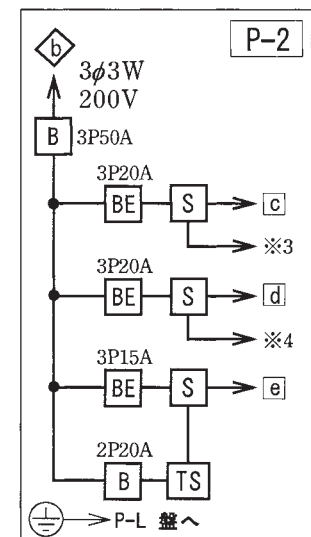 P-2
b
3φ3W
200V
B 3P50A
3P20A
BE S c
※3
3P20A
BE S d
※4
3P15A
BE S e
2P20A
B TS
P-L 盤へ